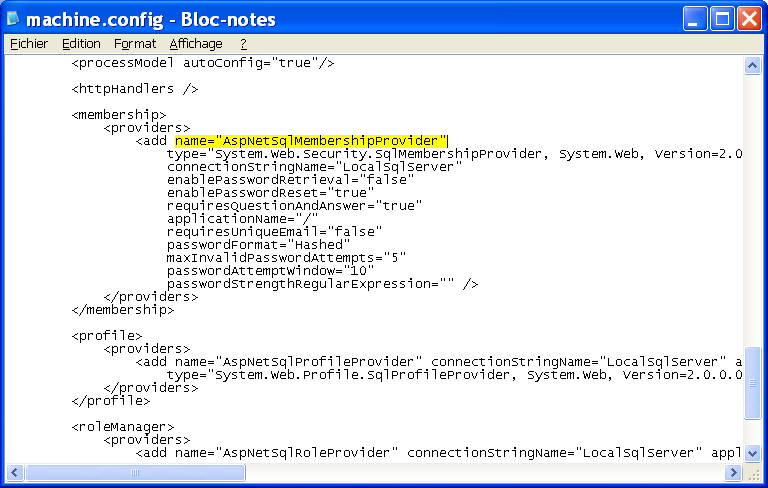 machine.config - Bloc-notes
Fichier Edition Format Affichage ?
<processModel autoConfig="true"/>
<httpHandlers />
<membership>
<providers>
<add name="AspNetSqlMembershipProvider"
type="System.Web.Security.SqlMembershipProvider, System.Web, Version=2.0
connectionStringName="LocalSqlServer"
enablePasswordRetrieval="false"
enablePasswordReset="true"
requiresQuestionAndAnswer="true"
applicationName="/"
requiresUniqueEmail="false"
passwordFormat="Hashed"
maxInvalidPasswordAttempts="5"
passwordAttemptWindow="10"
passwordStrengthRegularExpression="" />
</providers>
</membership>
<profile>
<providers>
<add name="AspNetSqlProfileProvider" connectionStringName="LocalSqlServer" a
type="System.Web.Profile.SqlProfileProvider, System.Web, Version=2.0.0.0
</providers>
</profile>
<roleManager>
<providers>
<add name="AspNetSqlRoleProvider" connectionStringName="LocalSqlServer" appl